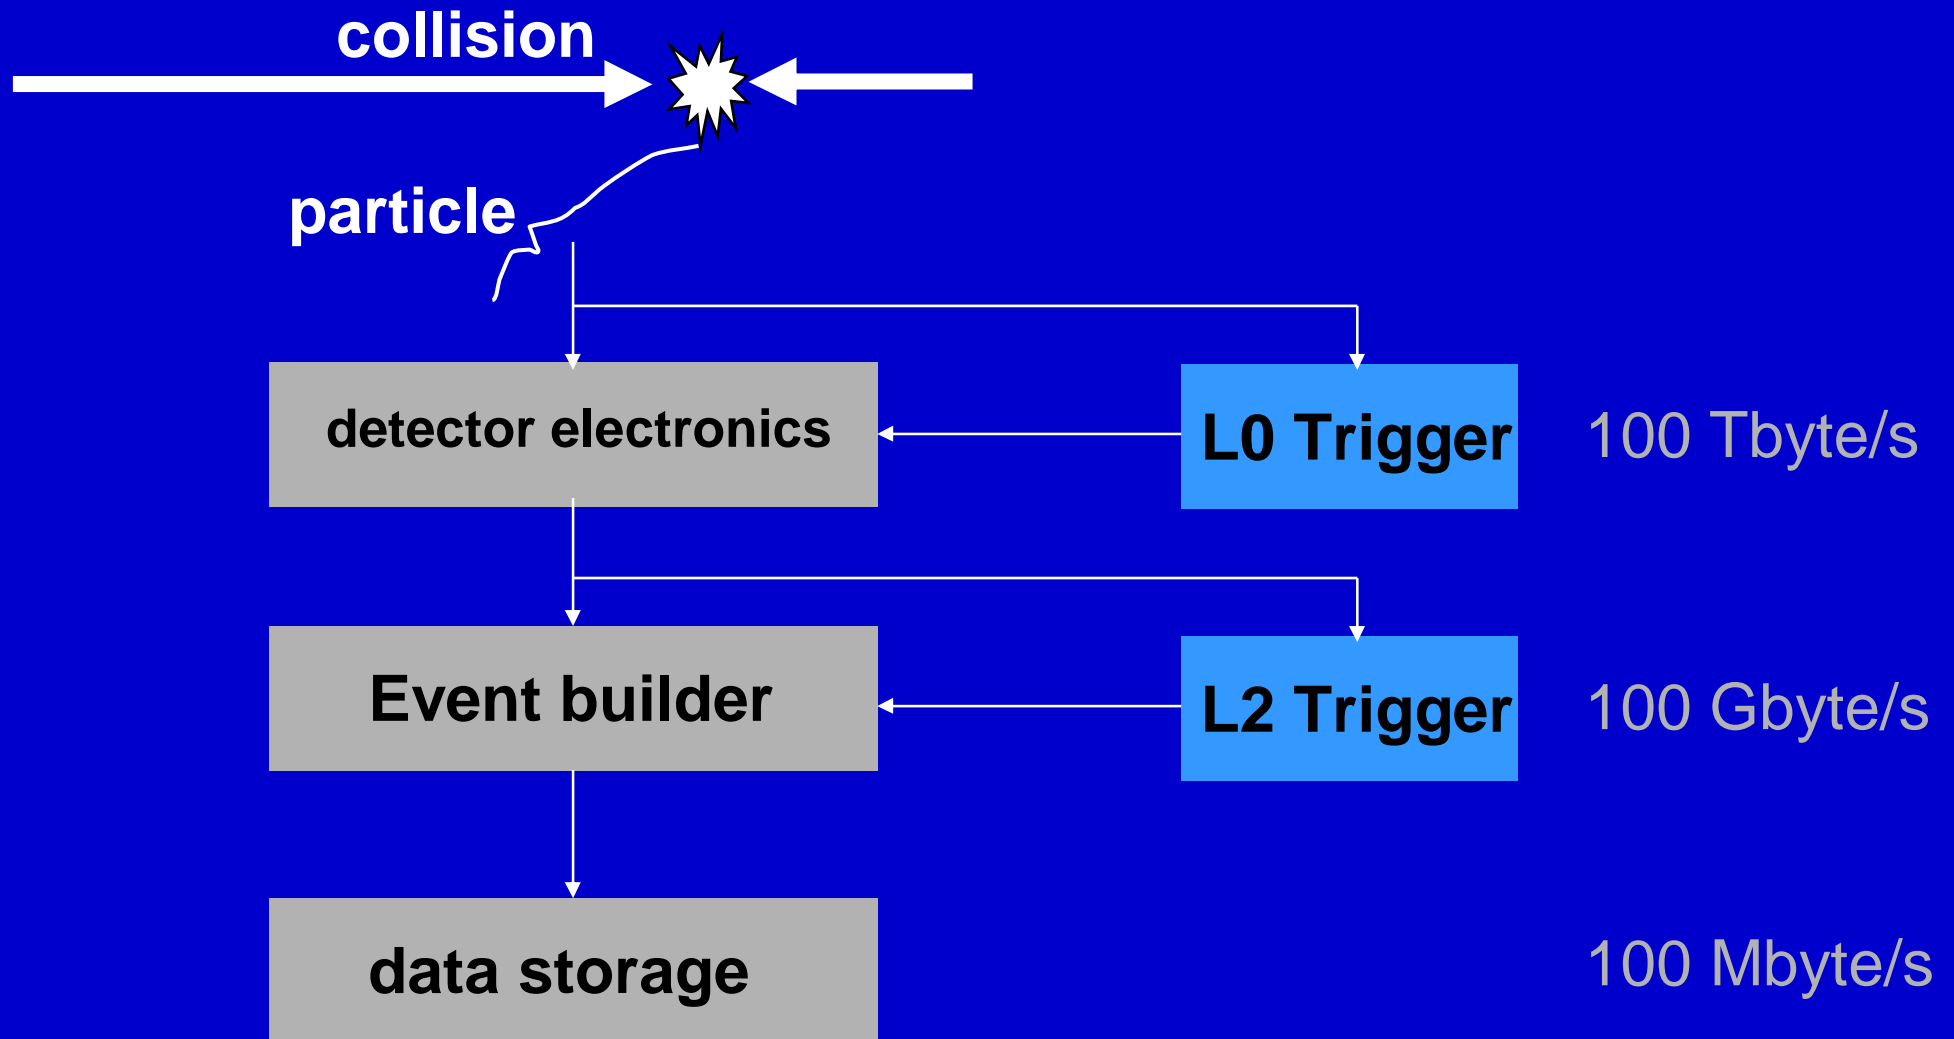 collision
particle
detector electronics
L0 Trigger
100 Tbyte/s
Event builder
L2 Trigger
100 Gbyte/s
data storage
100 Mbyte/s